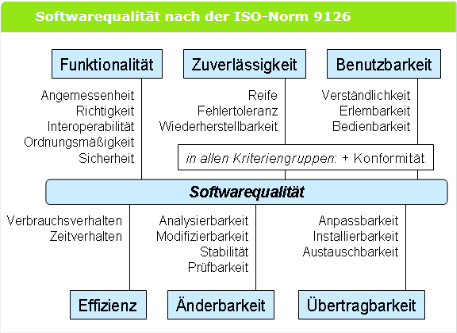 Softwarequalität nach der ISO-Norm 9126
Funktionalität
Zuverlässigkeit
Benutzbarkeit
Angemessenheit
Richtigkeit
Interoperabilität
Ordnungsmäßigkeit
Sicherheit
Reife
Fehlertoleranz
Wiederherstellbarkeit
Verständlichkeit
Erlernbarkeit
Bedienbarkeit
in allen Kriteriengruppen: + Konformität
Softwarequalität
Verbrauchsverhalten
Zeitverhalten
Analysierbarkeit
Modifizierbarkeit
Stabilität
Prüfbarkeit
Anpassbarkeit
Installierbarkeit
Austauschbarkeit
Effizienz
Änderbarkeit
Übertragbarkeit